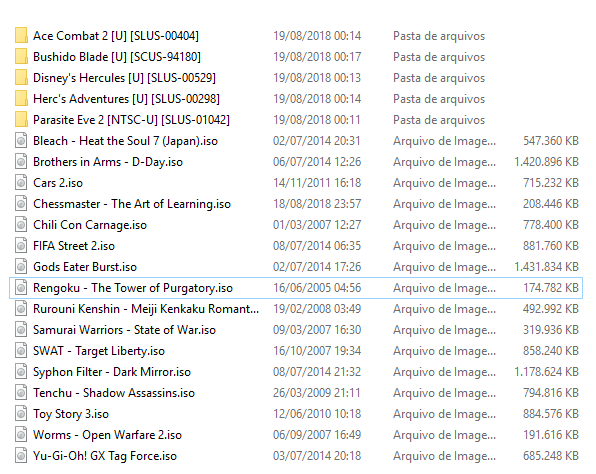 Ace Combat 2 [U] [SLUS-00404] 19/08/2018 00:14 Pasta de arquivos
Bushido Blade [U] [SCUS-94180] 19/08/2018 00:17 Pasta de arquivos
Disney's Hercules [U] [SLUS-00529] 19/08/2018 00:13 Pasta de arquivos
Herc's Adventures [U] [SLUS-00298] 19/08/2018 00:14 Pasta de arquivos
Parasite Eve 2 [NTSC-U] [SLUS-01042] 19/08/2018 00:11 Pasta de arquivos
Bleach - Heat the Soul 7 (Japan).iso 02/07/2014 20:31 Arquivo de Image... 547.360 KB
Brothers in Arms - D-Day.iso 06/07/2014 12:26 Arquivo de Image... 1.420.896 KB
Cars 2.iso 14/11/2011 16:18 Arquivo de Image... 715.232 KB
Chessmaster - The Art of Learning.iso 18/08/2018 23:57 Arquivo de Image... 208.446 KB
Chili Con Carnage.iso 01/03/2007 12:27 Arquivo de Image... 778.400 KB
FIFA Street 2.iso 08/07/2014 06:35 Arquivo de Image... 881.760 KB
Gods Eater Burst.iso 02/07/2014 17:26 Arquivo de Image... 1.431.834 KB
Rengoku - The Tower of Purgatory.iso 16/06/2005 04:56 Arquivo de Image... 174.782 KB
Rurouni Kenshin - Meiji Kenkaku Romant... 19/02/2008 03:49 Arquivo de Image... 492.992 KB
Samurai Warriors - State of War.iso 09/03/2007 16:30 Arquivo de Image... 319.936 KB
SWAT - Target Liberty.iso 16/10/2007 19:34 Arquivo de Image... 858.240 KB
Syphon Filter - Dark Mirror.iso 08/07/2014 21:32 Arquivo de Image... 1.178.624 KB
Tenchu - Shadow Assassins.iso 26/03/2009 21:11 Arquivo de Image... 794.816 KB
Toy Story 3.iso 12/06/2010 10:18 Arquivo de Image... 884.576 KB
Worms - Open Warfare 2.iso 06/09/2007 16:49 Arquivo de Image... 191.616 KB
Yu-Gi-Oh! GX Tag Force.iso 03/07/2014 20:18 Arquivo de Image... 685.248 KB